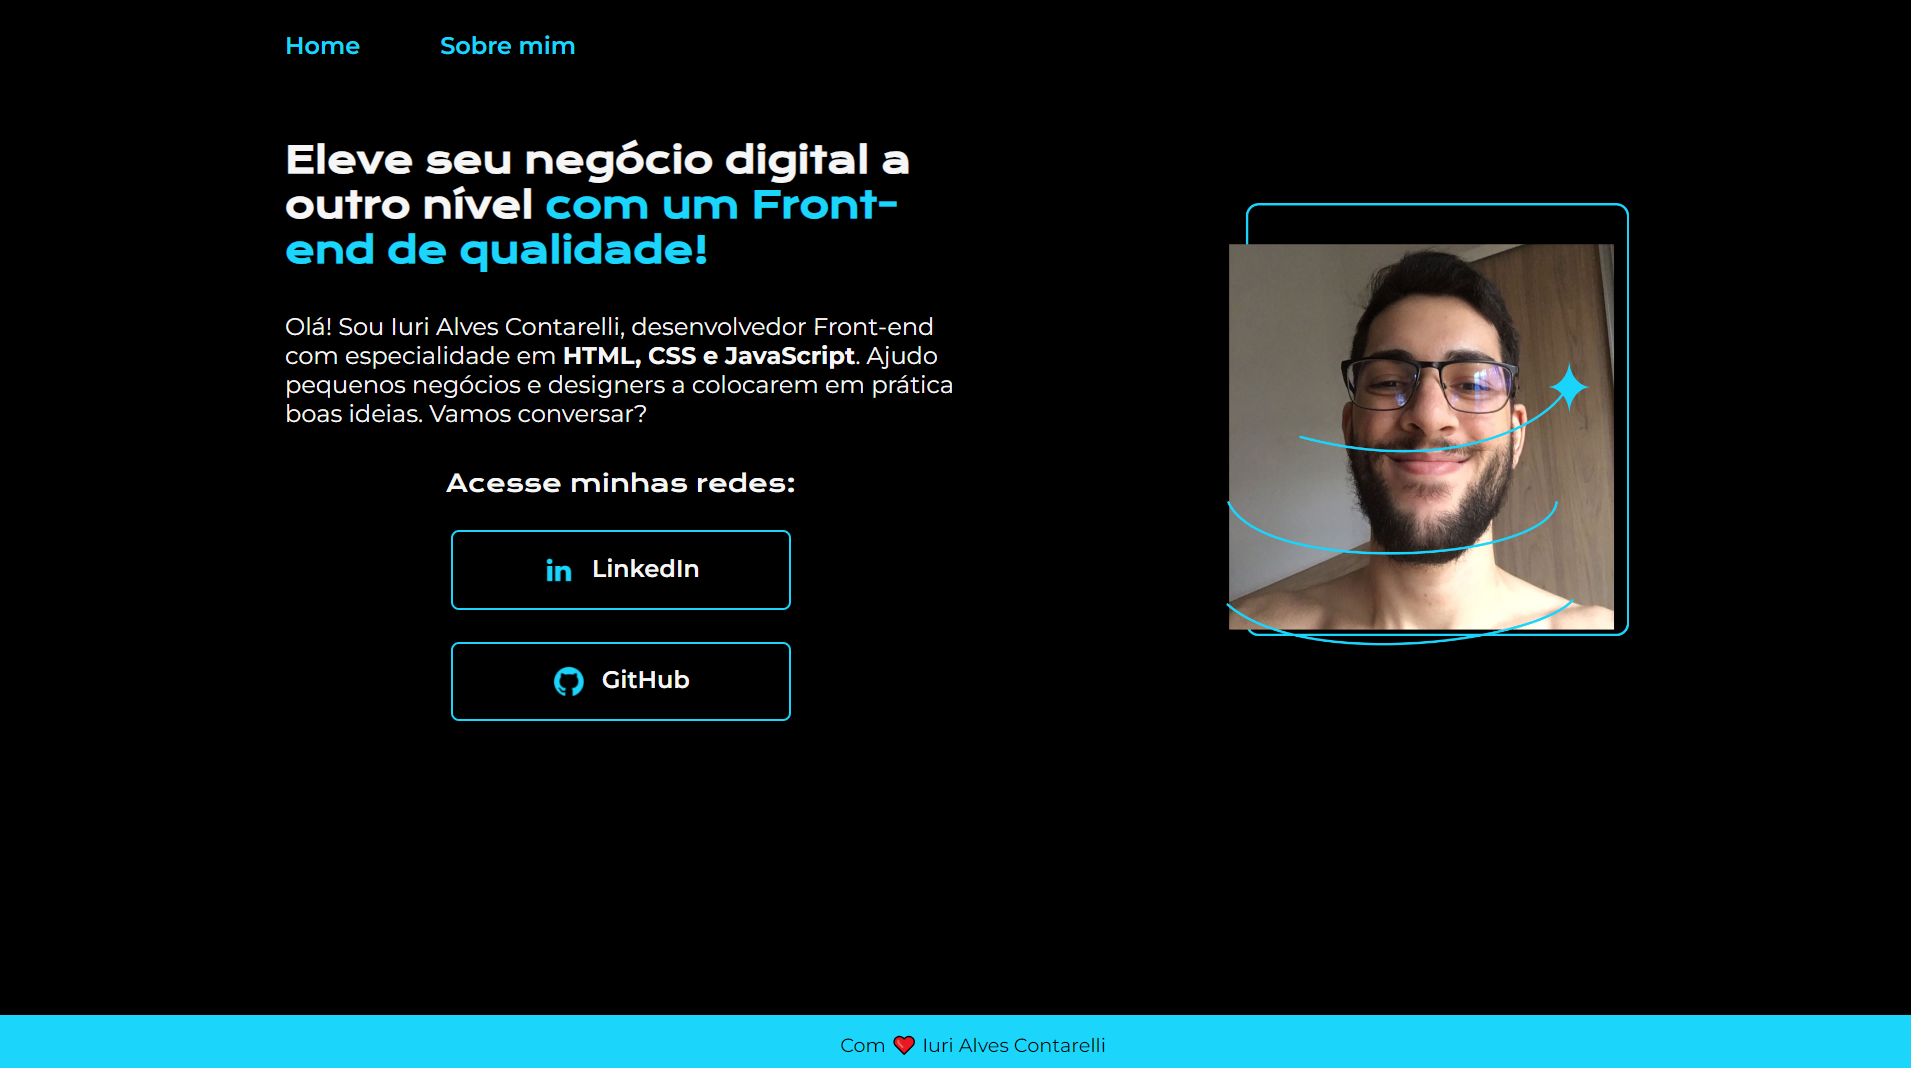 Home Sobre mim
Eleve seu negócio digital a
outro nível com um Front-
end de qualidade!
Olá! Sou Iuri Alves Contarelli, desenvolvedor Front-end
com especialidade em HTML, CSS e JavaScript. Ajudo
pequenos negócios e designers a colocarem em prática
boas ideias. Vamos conversar?
Acesse minhas redes:
in LinkedIn
GitHub
Com ❤️ Iuri Alves Contarelli